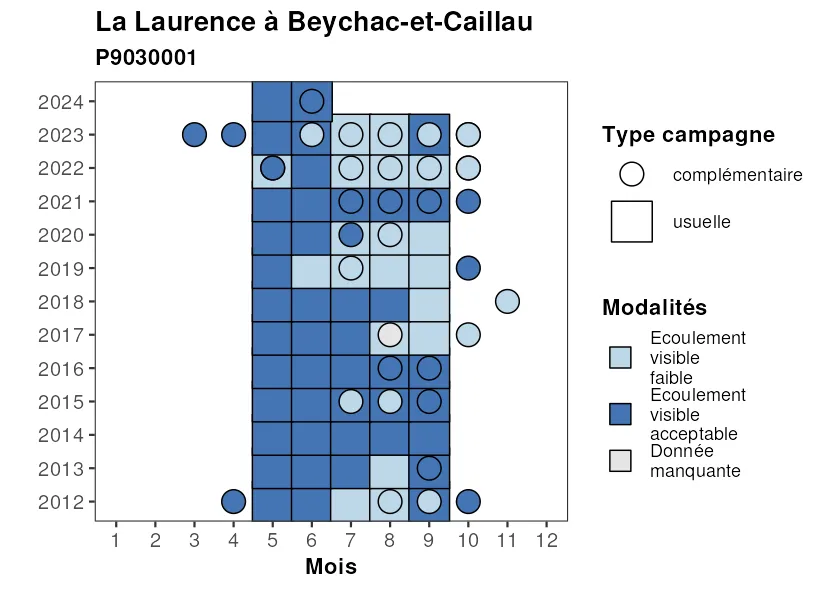 La Laurence à Beychac-et-Caillau
P9030001
2024
2023
2022
2021
2020
2019
2018
2017
2016
2015
2014
2013
2012
1 2 3 4 5 6 7 8 9 10 11 12
Mois
Type campagne
complémentaire
usuelle
Modalités
Ecoulement
visible
faible
Ecoulement
visible
acceptable
Donnée
manquante